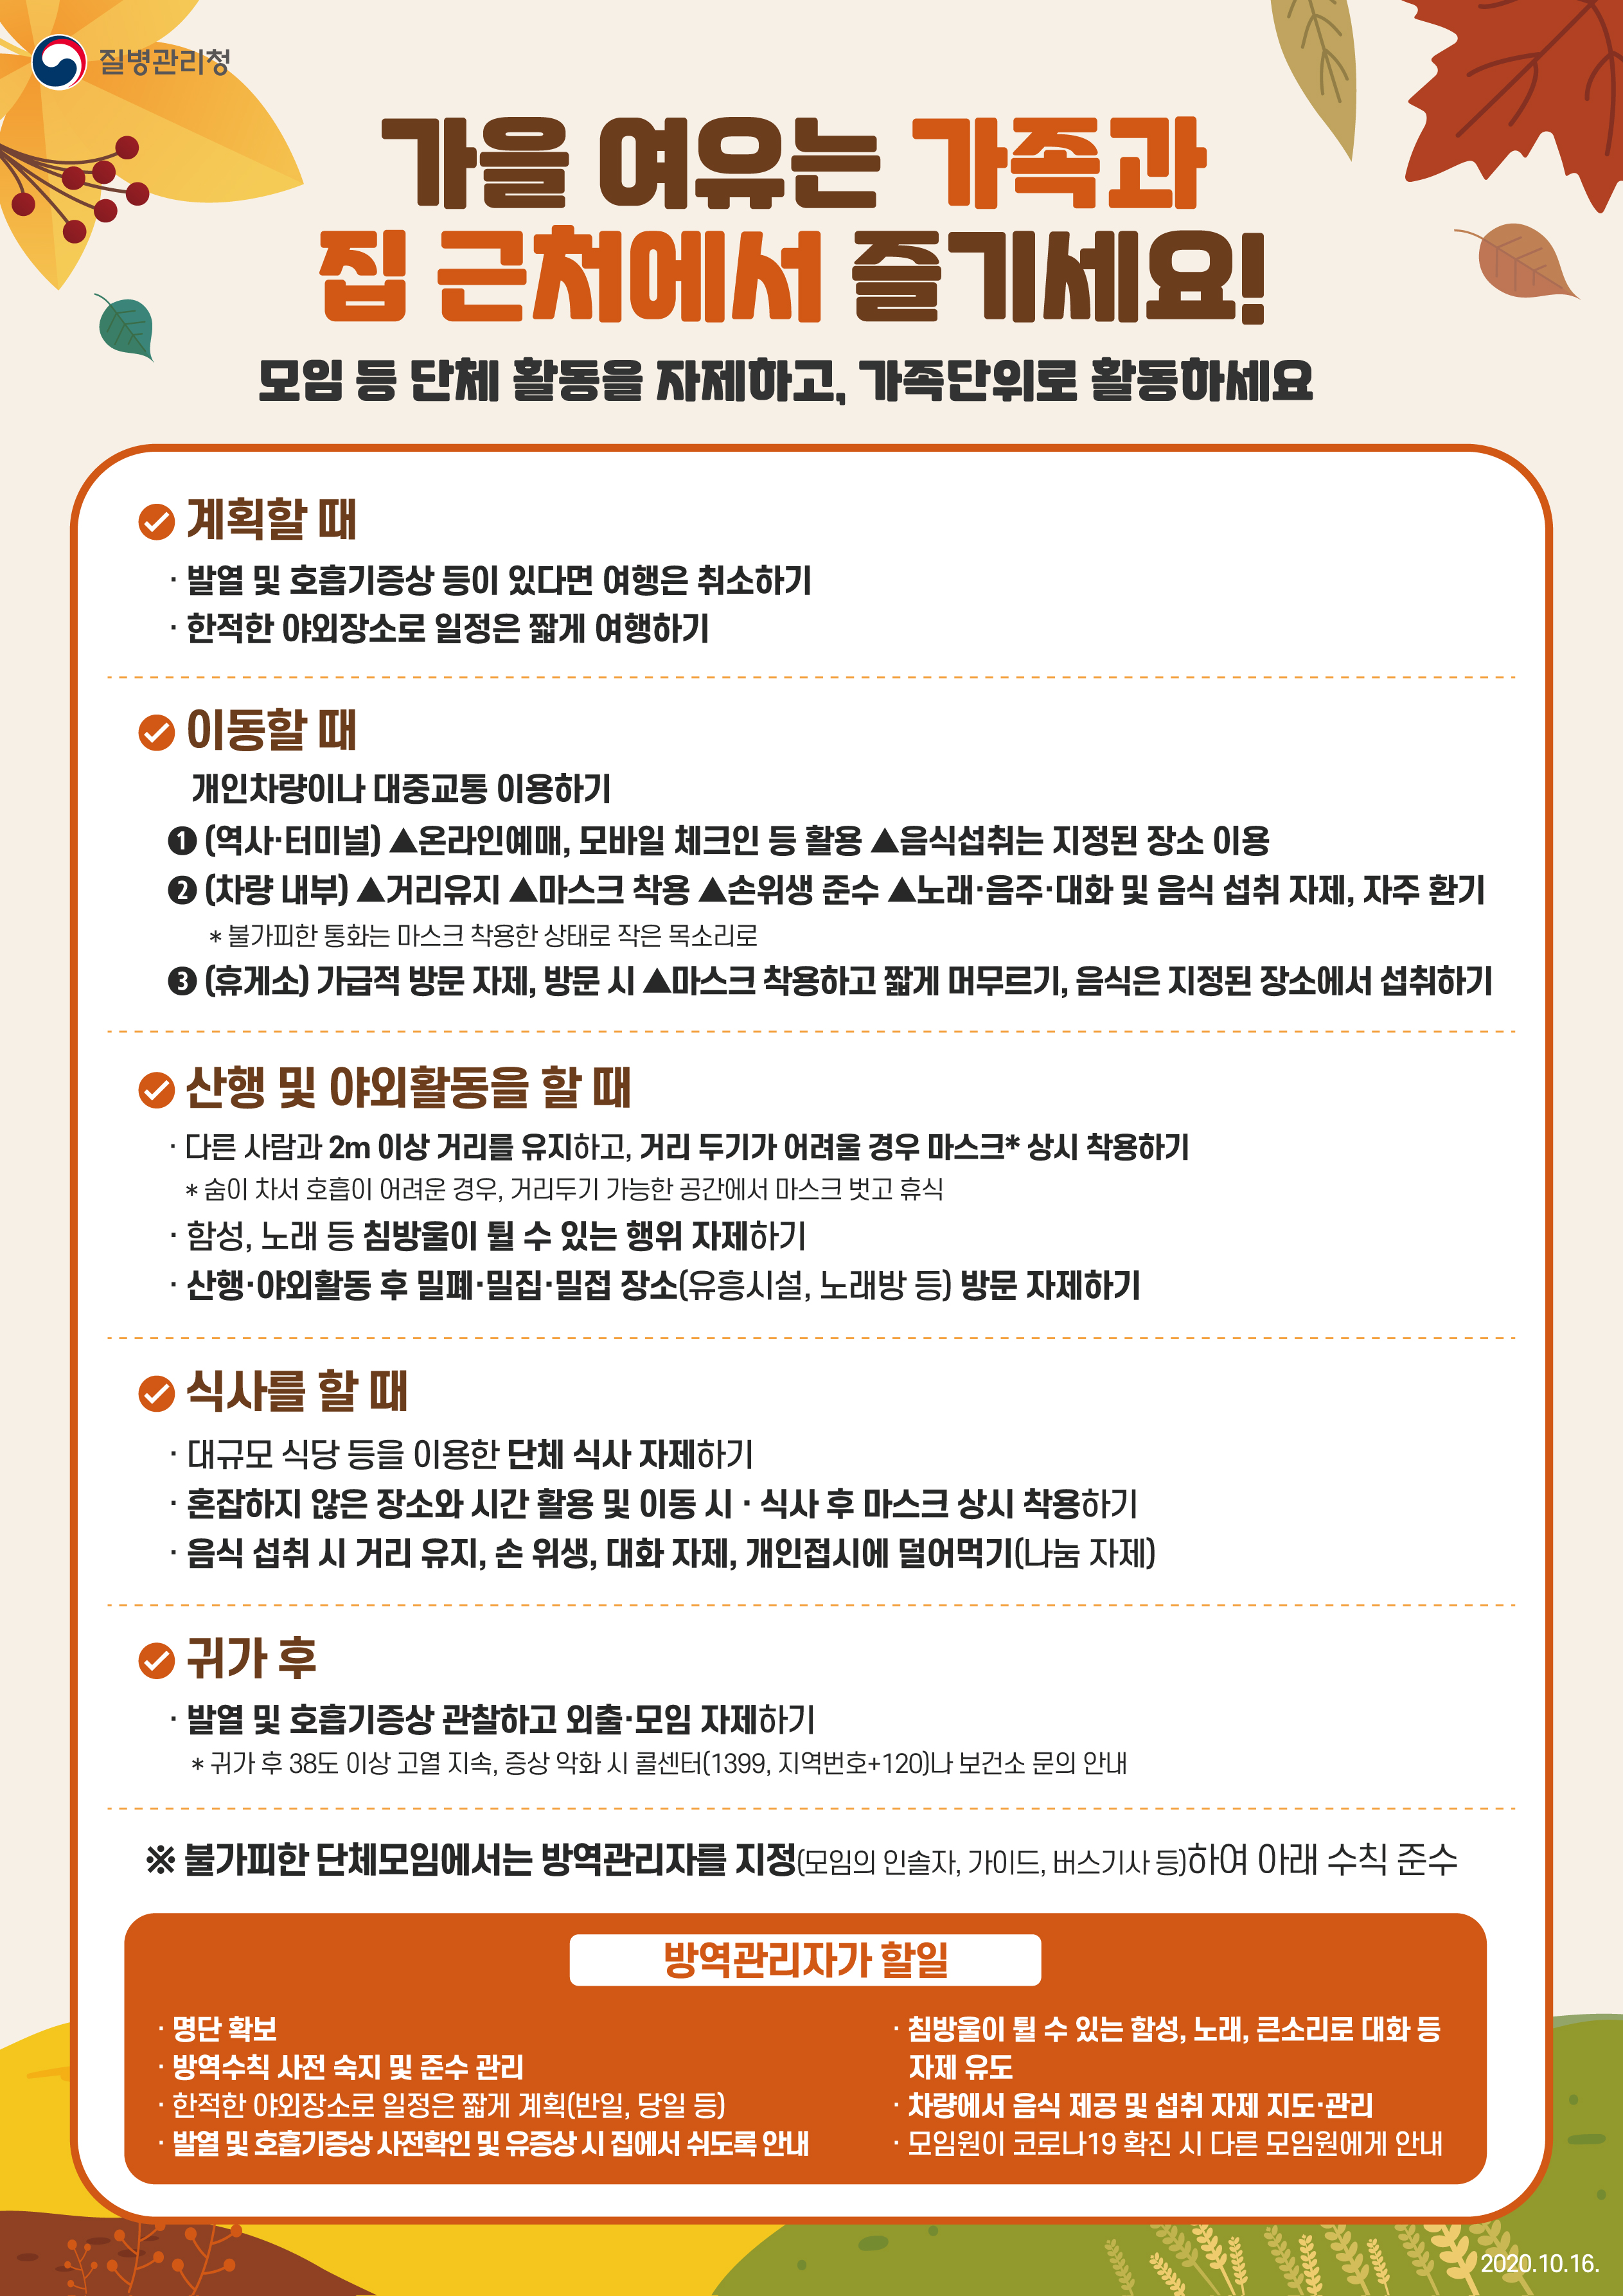 질병관리청
가을 여유는 가족과
집 근처에서 즐기세요!
모임 등 단체 활동을 자제하고, 가족단위로 활동하세요
계획할 때
· 발열 및 호흡기증상 등이 있다면 여행은 취소하기
· 한적한 야외장소로 일정은 짧게 여행하기
이동할 때
개인차량이나 대중교통 이용하기
❶ (역사·터미널) ▲온라인예매, 모바일 체크인 등 활용 ▲음식섭취는 지정된 장소 이용
❷ (차량 내부) ▲거리유지 ▲마스크 착용 ▲손위생 준수 ▲노래·음주·대화 및 음식 섭취 자제, 자주 환기
* 불가피한 통화는 마스크 착용한 상태로 작은 목소리로
❸ (휴게소) 가급적 방문 자제, 방문 시 ▲마스크 착용하고 짧게 머무르기, 음식은 지정된 장소에서 섭취하기
산행 및 야외활동을 할 때
· 다른 사람과 2m 이상 거리를 유지하고, 거리 두기가 어려울 경우 마스크* 상시 착용하기
* 숨이 차서 호흡이 어려운 경우, 거리두기 가능한 공간에서 마스크 벗고 휴식
· 함성, 노래 등 침방울이 튈 수 있는 행위 자제하기
· 산행·야외활동 후 밀폐·밀집·밀접 장소(유흥시설, 노래방 등) 방문 자제하기
식사를 할 때
· 대규모 식당 등을 이용한 단체 식사 자제하기
· 혼잡하지 않은 장소와 시간 활용 및 이동 시 · 식사 후 마스크 상시 착용하기
· 음식 섭취 시 거리 유지, 손 위생, 대화 자제, 개인접시에 덜어먹기(나눔 자제)
귀가 후
· 발열 및 호흡기증상 관찰하고 외출·모임 자제하기
* 귀가 후 38도 이상 고열 지속, 증상 악화 시 콜센터(1399, 지역번호+120)나 보건소 문의 안내
※ 불가피한 단체모임에서는 방역관리자를 지정(모임의 인솔자, 가이드, 버스기사 등)하여 아래 수칙 준수
방역관리자가 할일
· 명단 확보
· 방역수칙 사전 숙지 및 준수 관리
· 한적한 야외장소로 일정은 짧게 계획(반일, 당일 등)
· 발열 및 호흡기증상 사전확인 및 유증상 시 집에서 쉬도록 안내
· 침방울이 튈 수 있는 함성, 노래, 큰소리로 대화 등
자제 유도
· 차량에서 음식 제공 및 섭취 자제 지도·관리
· 모임원이 코로나19 확진 시 다른 모임원에게 안내
2020.10.16.